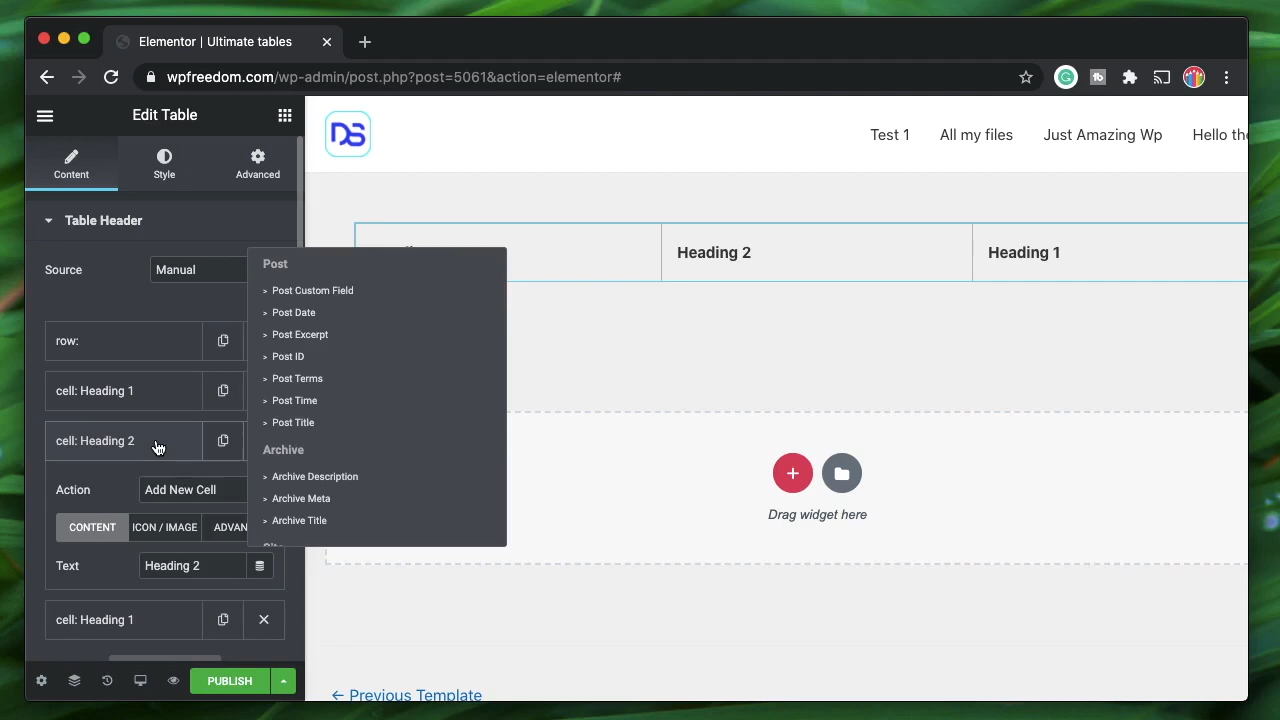 Elementor | Ultimate tables
wpfreedom.com/wp-admin/post.php?post=5061&action=elementor#
Edit Table
Content
Style
Advanced
DS
Test 1
All my files
Just Amazing Wp
Table Header
Source
Manual
row:
cell: Heading 1
cell: Heading 2
Action
Add New Cell
CONTENT
ICON / IMAGE
ADVAN
Text
Heading 2
cell: Heading 1
PUBLISH
Post
> Post Custom Field
> Post Date
> Post Excerpt
> Post ID
> Post Terms
> Post Time
> Post Title
Archive
> Archive Description
> Archive Meta
> Archive Title
Heading 2
Heading 1
Drag widget here
← Previous Template